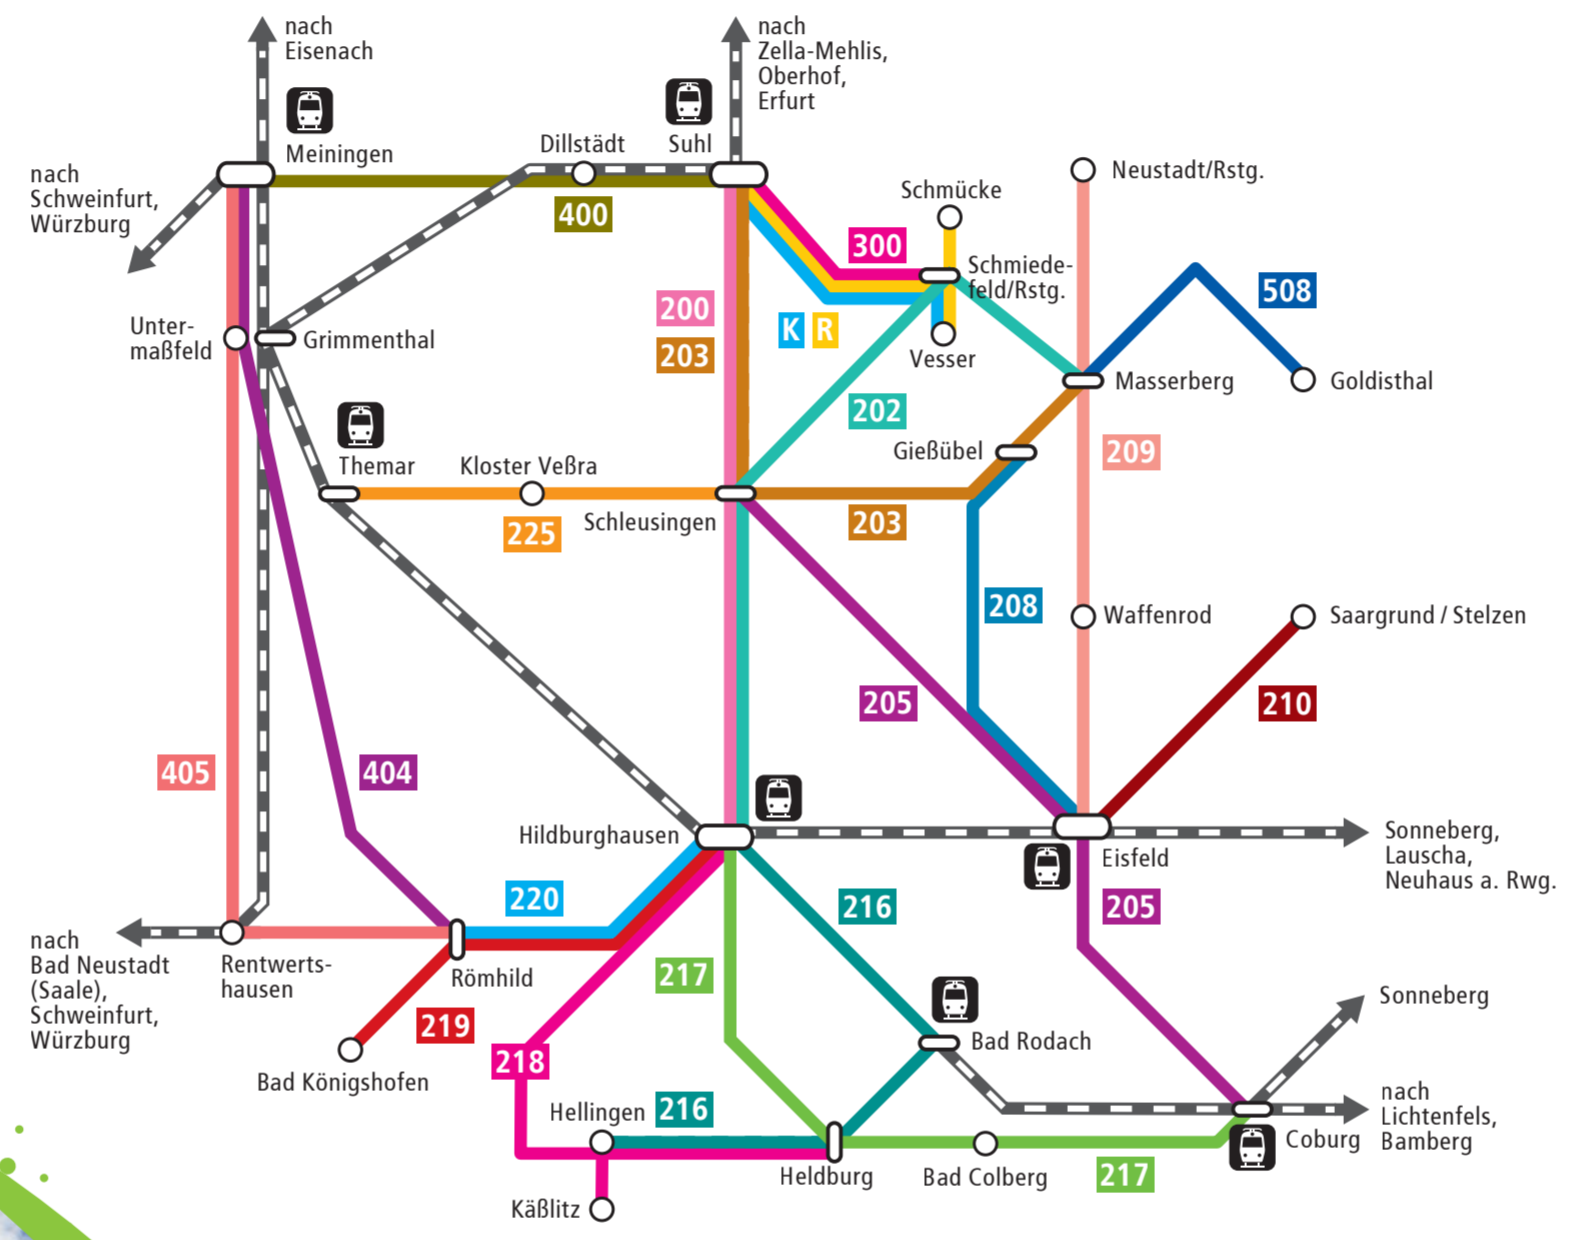 nach
Eisenach
nach
Zella-Mehlis,
Oberhof,
Erfurt
Meiningen
Dillstädt
Suhl
nach
Schweinfurt,
Würzburg
400
Schmücke
Neustadt/Rstg.
300
Schmiede-
feld/Rstg.
508
200
203
K
R
Unter-
maßfeld
Grimmenthal
Vesser
Masserberg
Goldisthal
202
Gießübel
209
Themar
Kloster Veßra
225
Schleusingen
203
208
Waffenrod
Saargrund / Stelzen
205
210
405
404
Hildburghausen
Eisfeld
Sonneberg,
Lauscha,
Neuhaus a. Rwg.
220
216
205
nach
Bad Neustadt
(Saale),
Schweinfurt,
Würzburg
Rentwerts-
hausen
Römhild
217
219
Sonneberg
Bad Rodach
218
Bad Königshofen
Hellingen
216
nach
Lichtenfels,
Bamberg
Coburg
Heldburg
Bad Colberg
217
Käßlitz